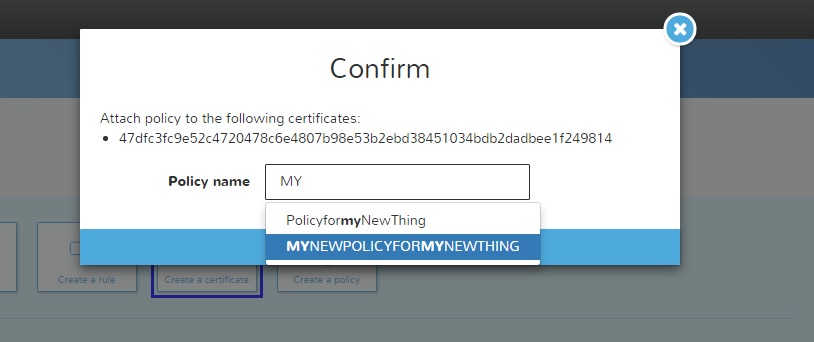 Confirm
Attach policy to the following certificates:
47dfc3fc9e52c4720478c6e4807b98e53b2ebd38451034bdb2dadbee1f249814
Policy name
MY
PolicyformyNewThing
MYNEWPOLICYFORMYNEWTHING
Create a rule
Create a certificate
Create a policy